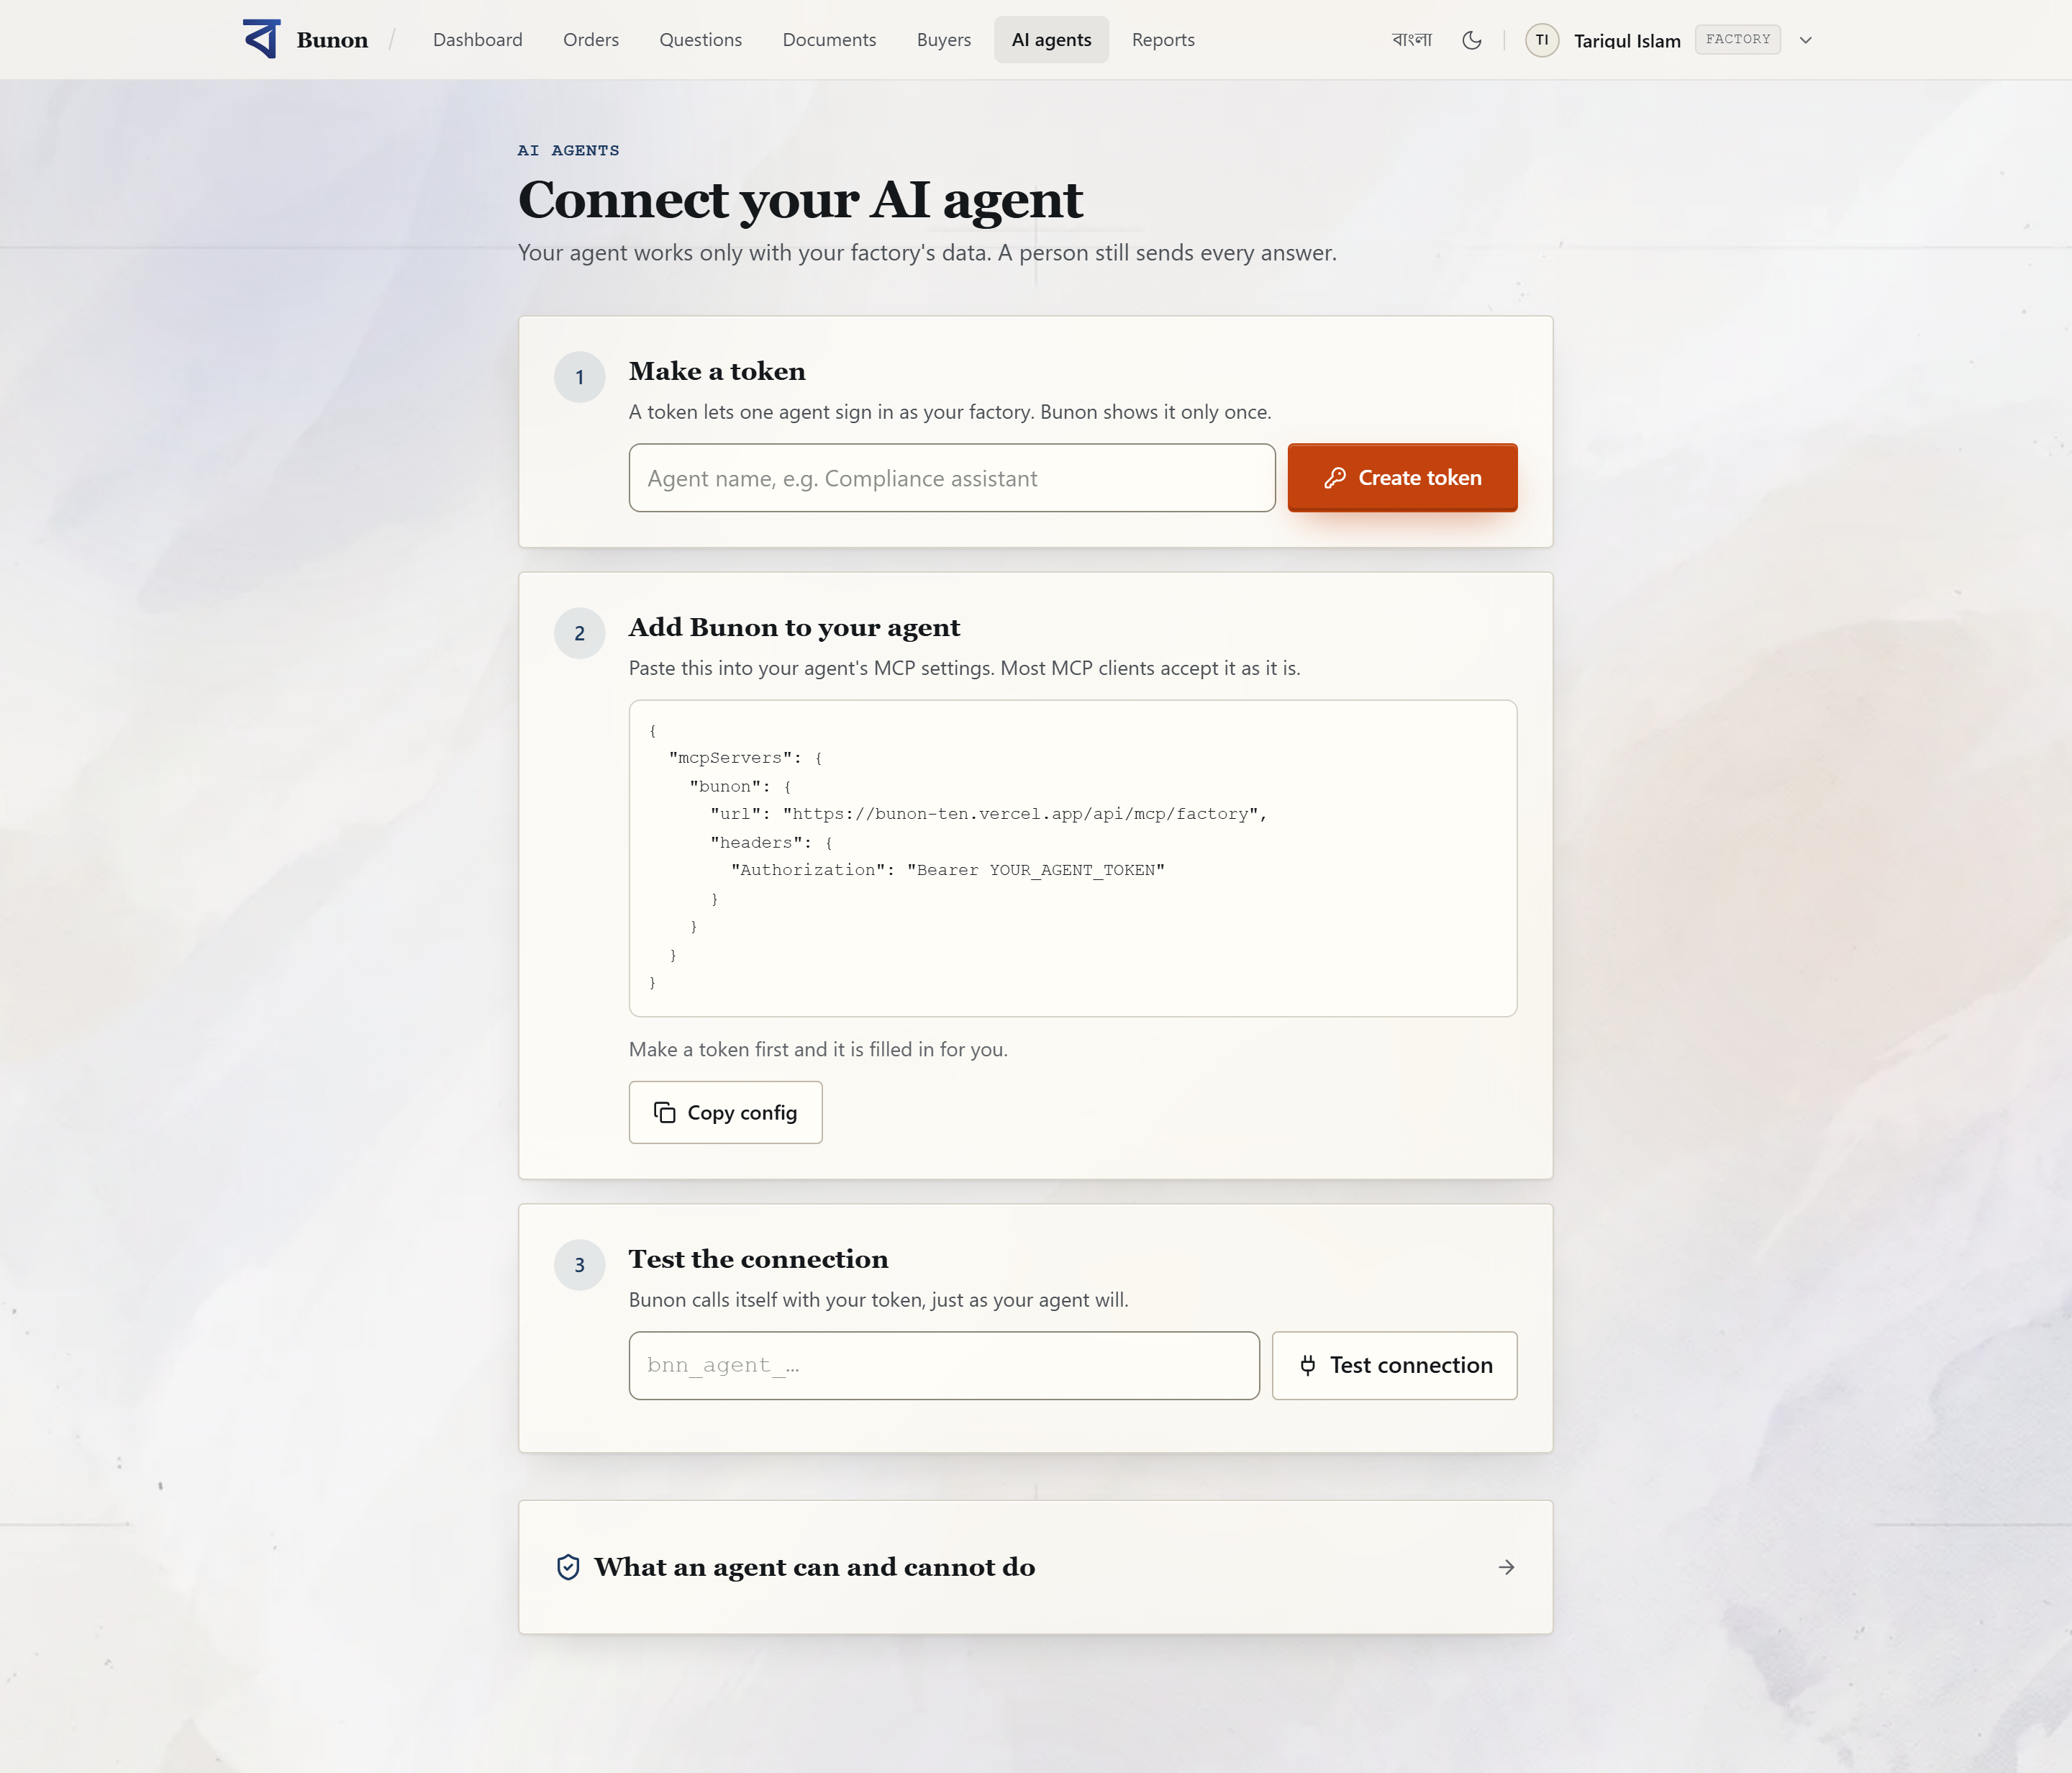 Bunon / Dashboard Orders Questions Documents Buyers AI agents Reports বাংলা TI Tariqul Islam FACTORY
AI AGENTS
Connect your AI agent
Your agent works only with your factory's data. A person still sends every answer.
1 Make a token
A token lets one agent sign in as your factory. Bunon shows it only once.
Agent name, e.g. Compliance assistant Create token
2 Add Bunon to your agent
Paste this into your agent's MCP settings. Most MCP clients accept it as it is.
{
  "mcpServers": {
    "bunon": {
      "url": "https://bunon-ten.vercel.app/api/mcp/factory",
      "headers": {
        "Authorization": "Bearer YOUR_AGENT_TOKEN"
      }
    }
  }
}
Make a token first and it is filled in for you.
Copy config
3 Test the connection
Bunon calls itself with your token, just as your agent will.
bnn_agent_… Test connection
What an agent can and cannot do